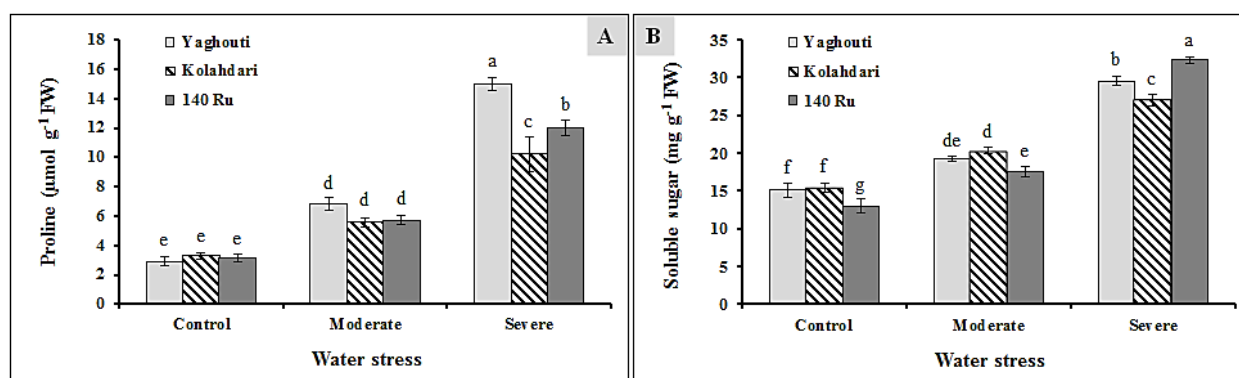 A
Yaghouti
Kolahdari
140 Ru
Proline (µmol g-1 FW)
18
16
14
12
10
8
6
4
2
0
e e e
d d d
a c b
Control Moderate Severe
Water stress
B
Yaghouti
Kolahdari
140 Ru
Soluble sugar (mg g-1 FW)
35
30
25
20
15
10
5
0
f f g
de d e
b c a
Control Moderate Severe
Water stress